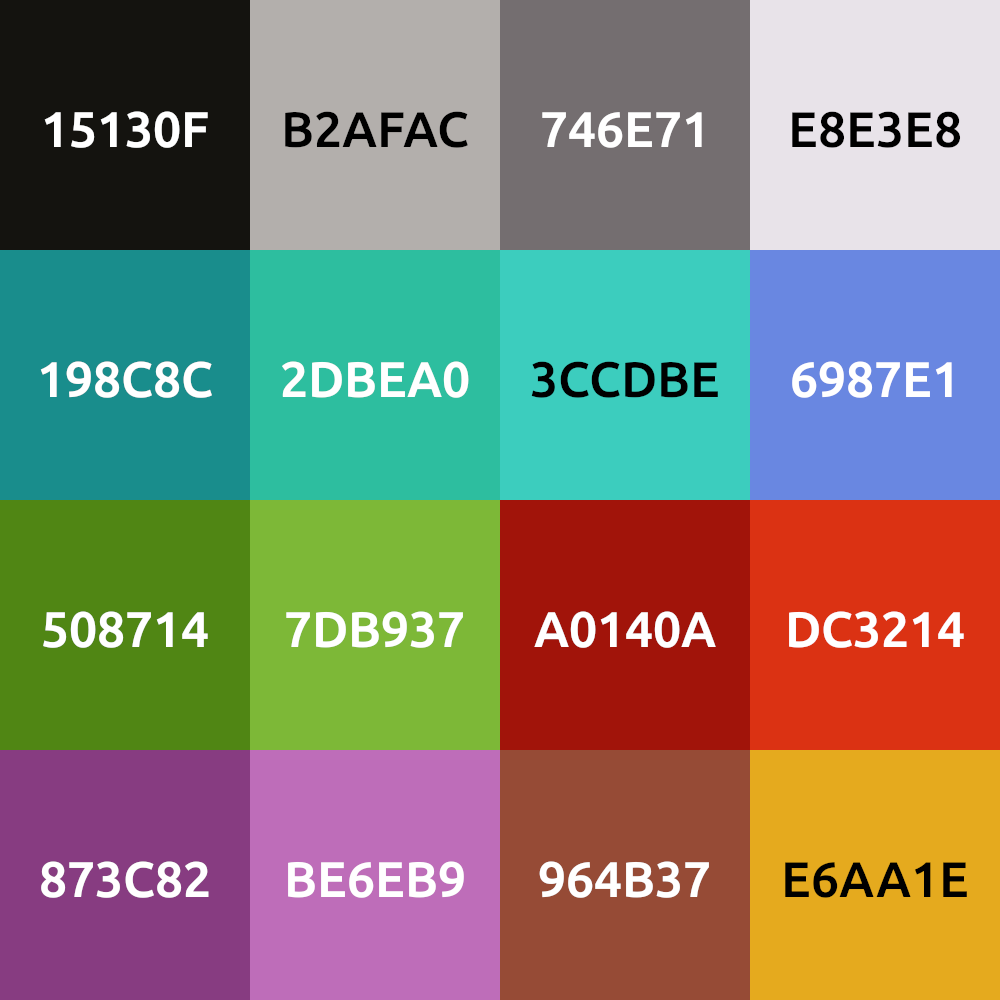 15130F B2AFAC 746E71 E8E3E8
198C8C 2DBEA0 3CCDBE 6987E1
508714 7DB937 A0140A DC3214
873C82 BE6EB9 964B37 E6AA1E